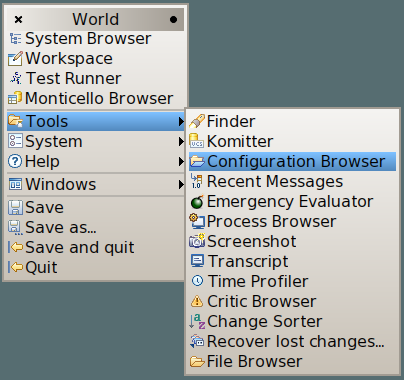 World
System Browser
Workspace
Test Runner
Monticello Browser
Tools
System
Help
Windows
Save
Save as...
Save and quit
Quit
Finder
Komitter
Configuration Browser
Recent Messages
Emergency Evaluator
Process Browser
Screenshot
Transcript
Time Profiler
Critic Browser
Change Sorter
Recover lost changes...
File Browser